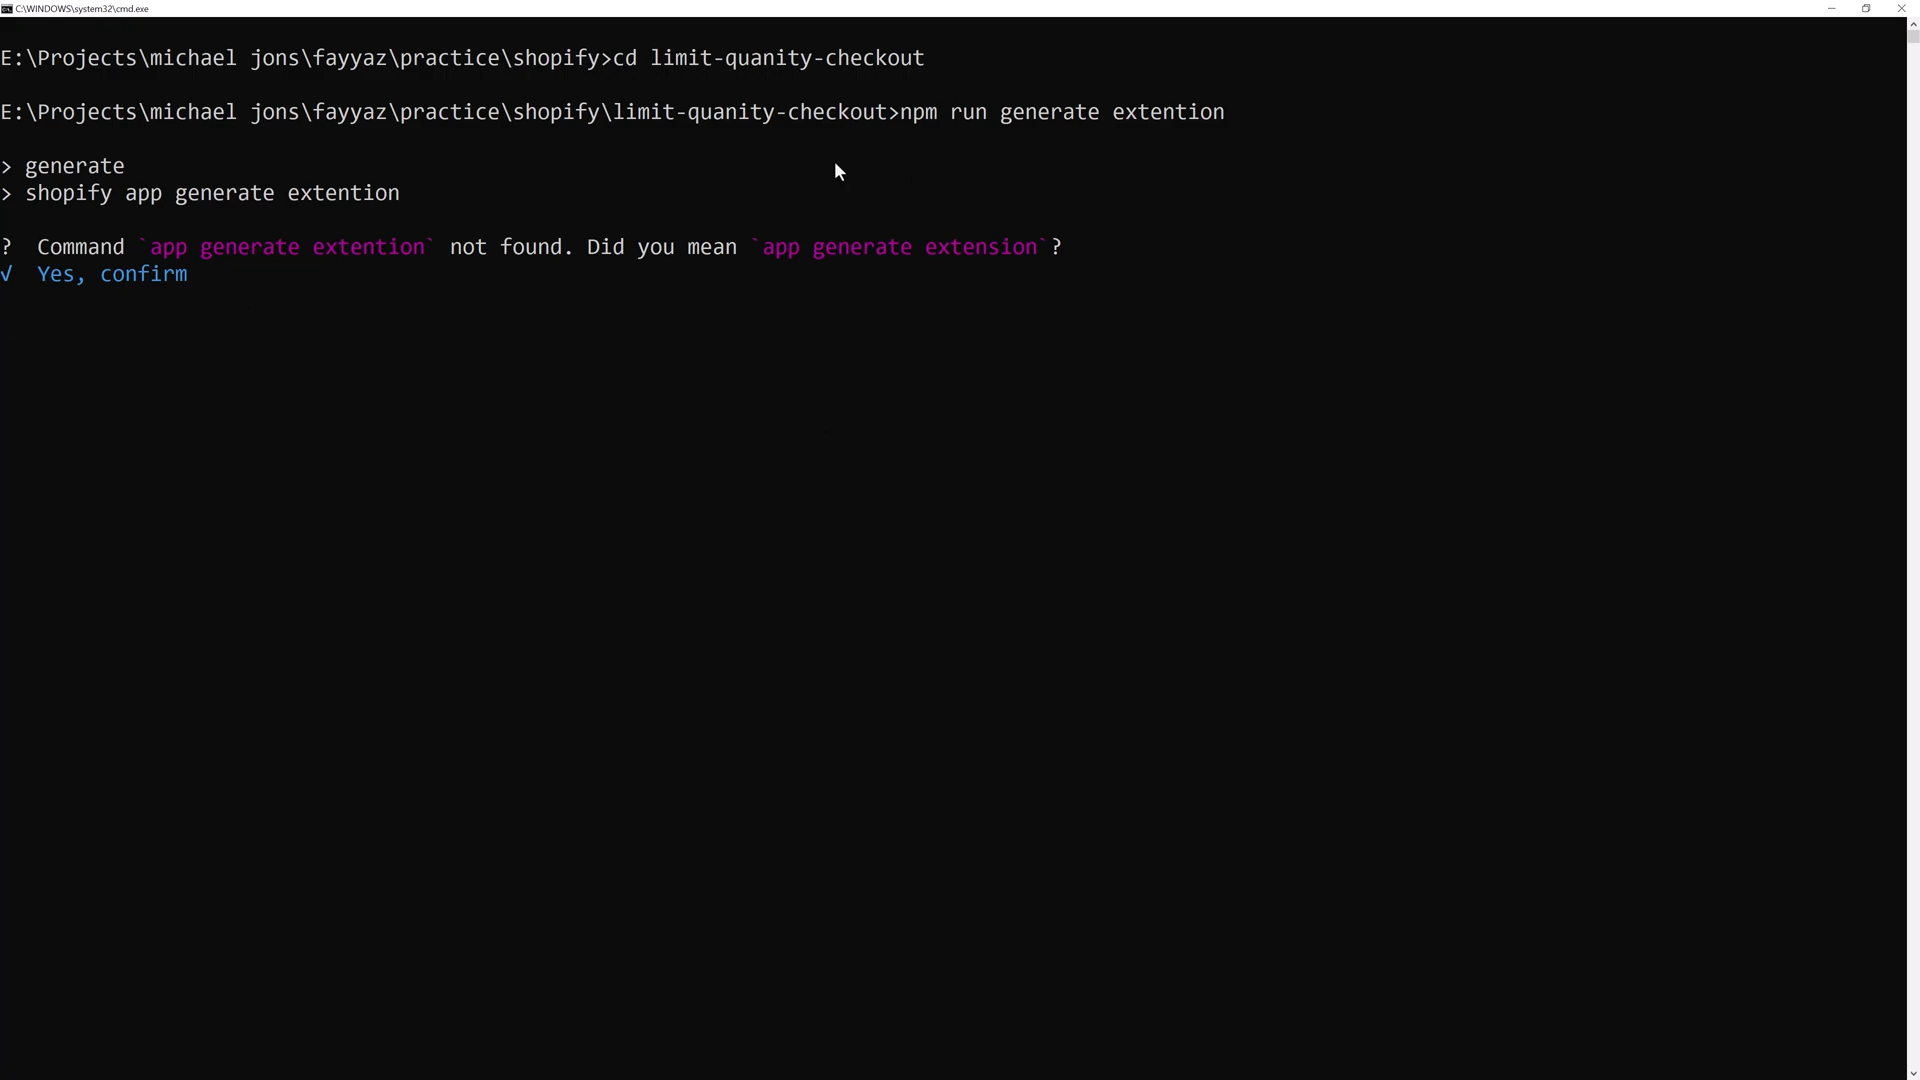 C:\WINDOWS\system32\cmd.exe
E:\Projects\michael jons\fayyaz\practice\shopify>cd limit-quanity-checkout
E:\Projects\michael jons\fayyaz\practice\shopify\limit-quanity-checkout>npm run generate extention
> generate
> shopify app generate extention
?  Command `app generate extention` not found. Did you mean `app generate extension`?
√  Yes, confirm